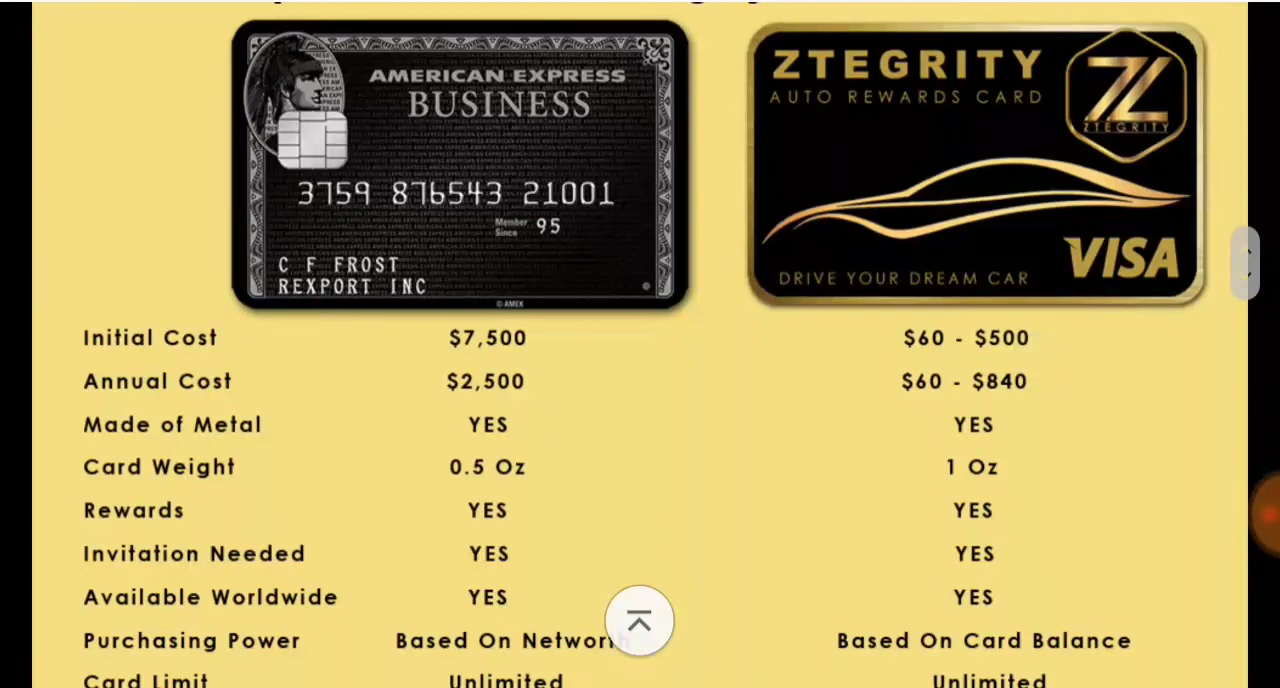 AMERICAN EXPRESS
BUSINESS
3759 876543 21001
Member Since 95
C F FROST
REXPORT INC
© AMEX
ZTEGRITY
AUTO REWARDS CARD
ZTEGRITY
DRIVE YOUR DREAM CAR
VISA
Initial Cost $7,500 $60 - $500
Annual Cost $2,500 $60 - $840
Made of Metal YES YES
Card Weight 0.5 Oz 1 Oz
Rewards YES YES
Invitation Needed YES YES
Available Worldwide YES YES
Purchasing Power Based On Networth Based On Card Balance
Card Limit Unlimited Unlimited